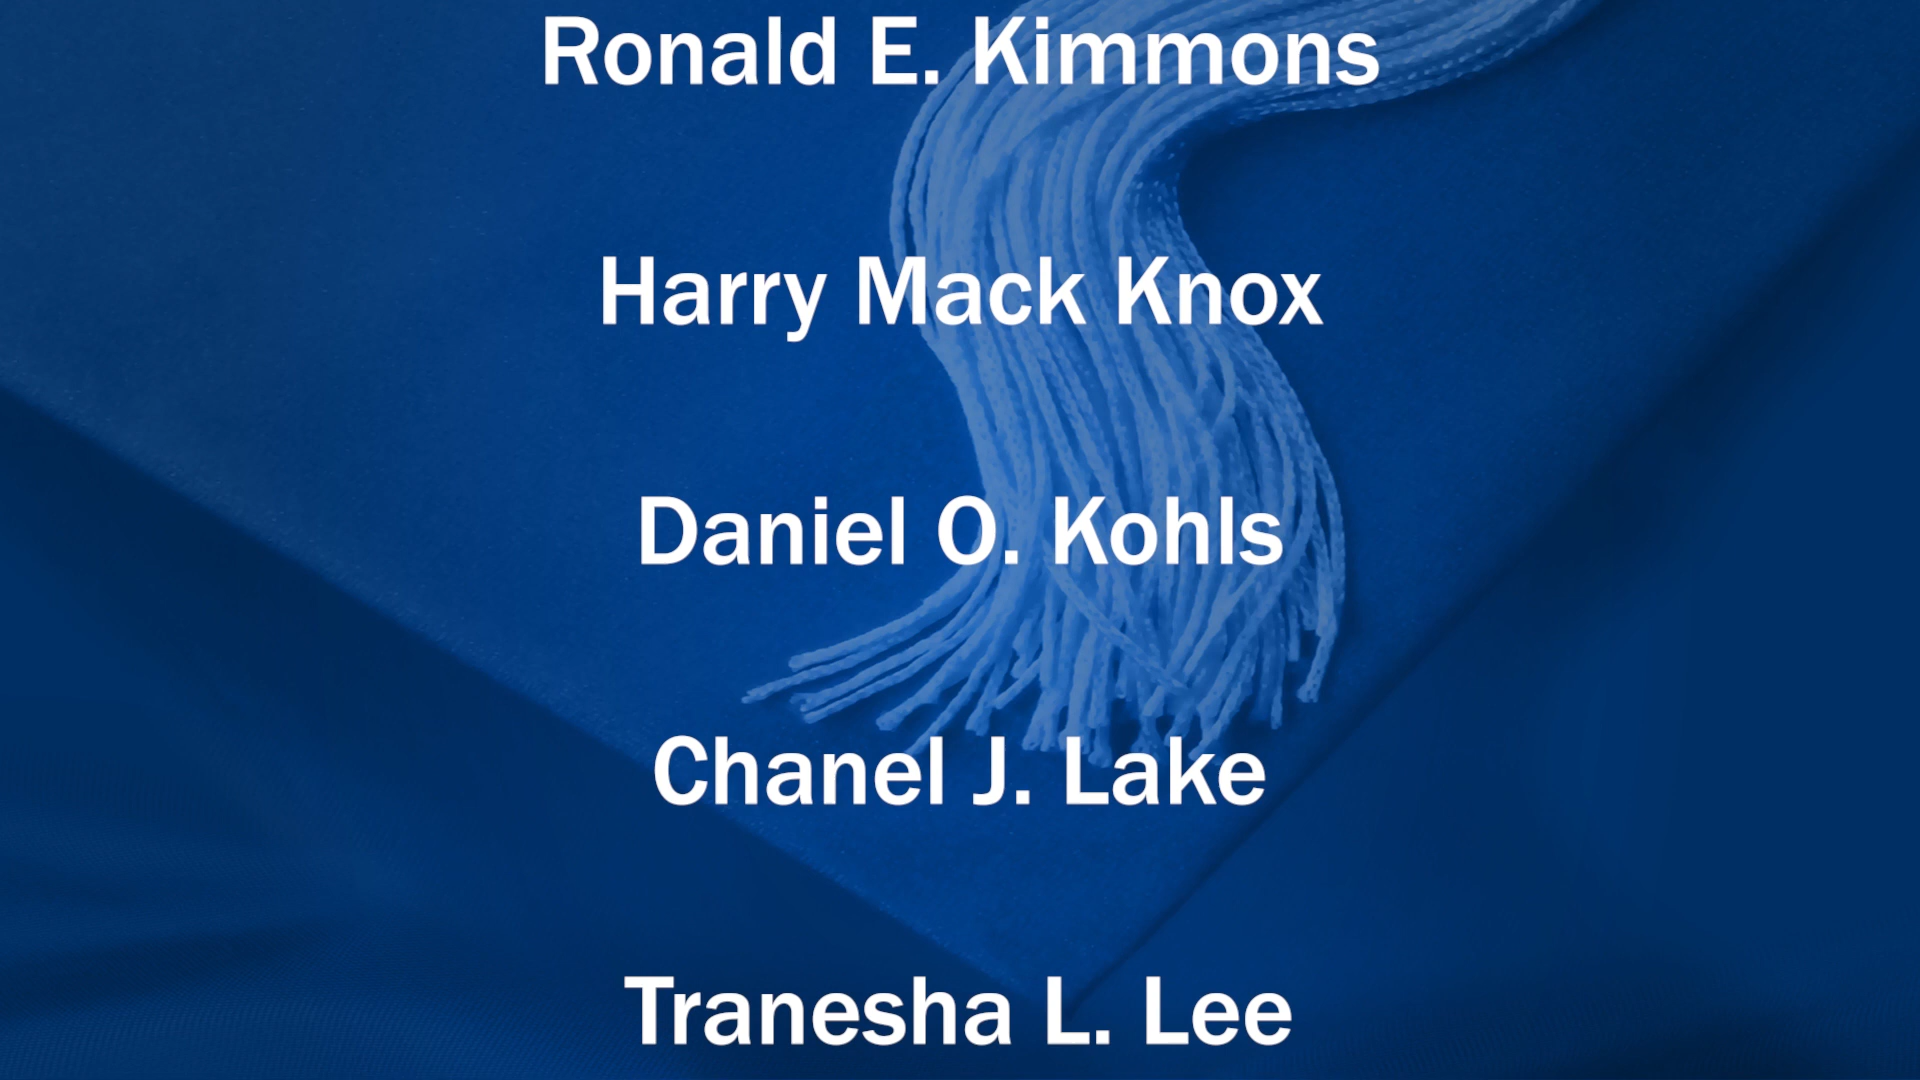 Ronald E. Kimmons
Harry Mack Knox
Daniel O. Kohls
Chanel J. Lake
Tranesha L. Lee